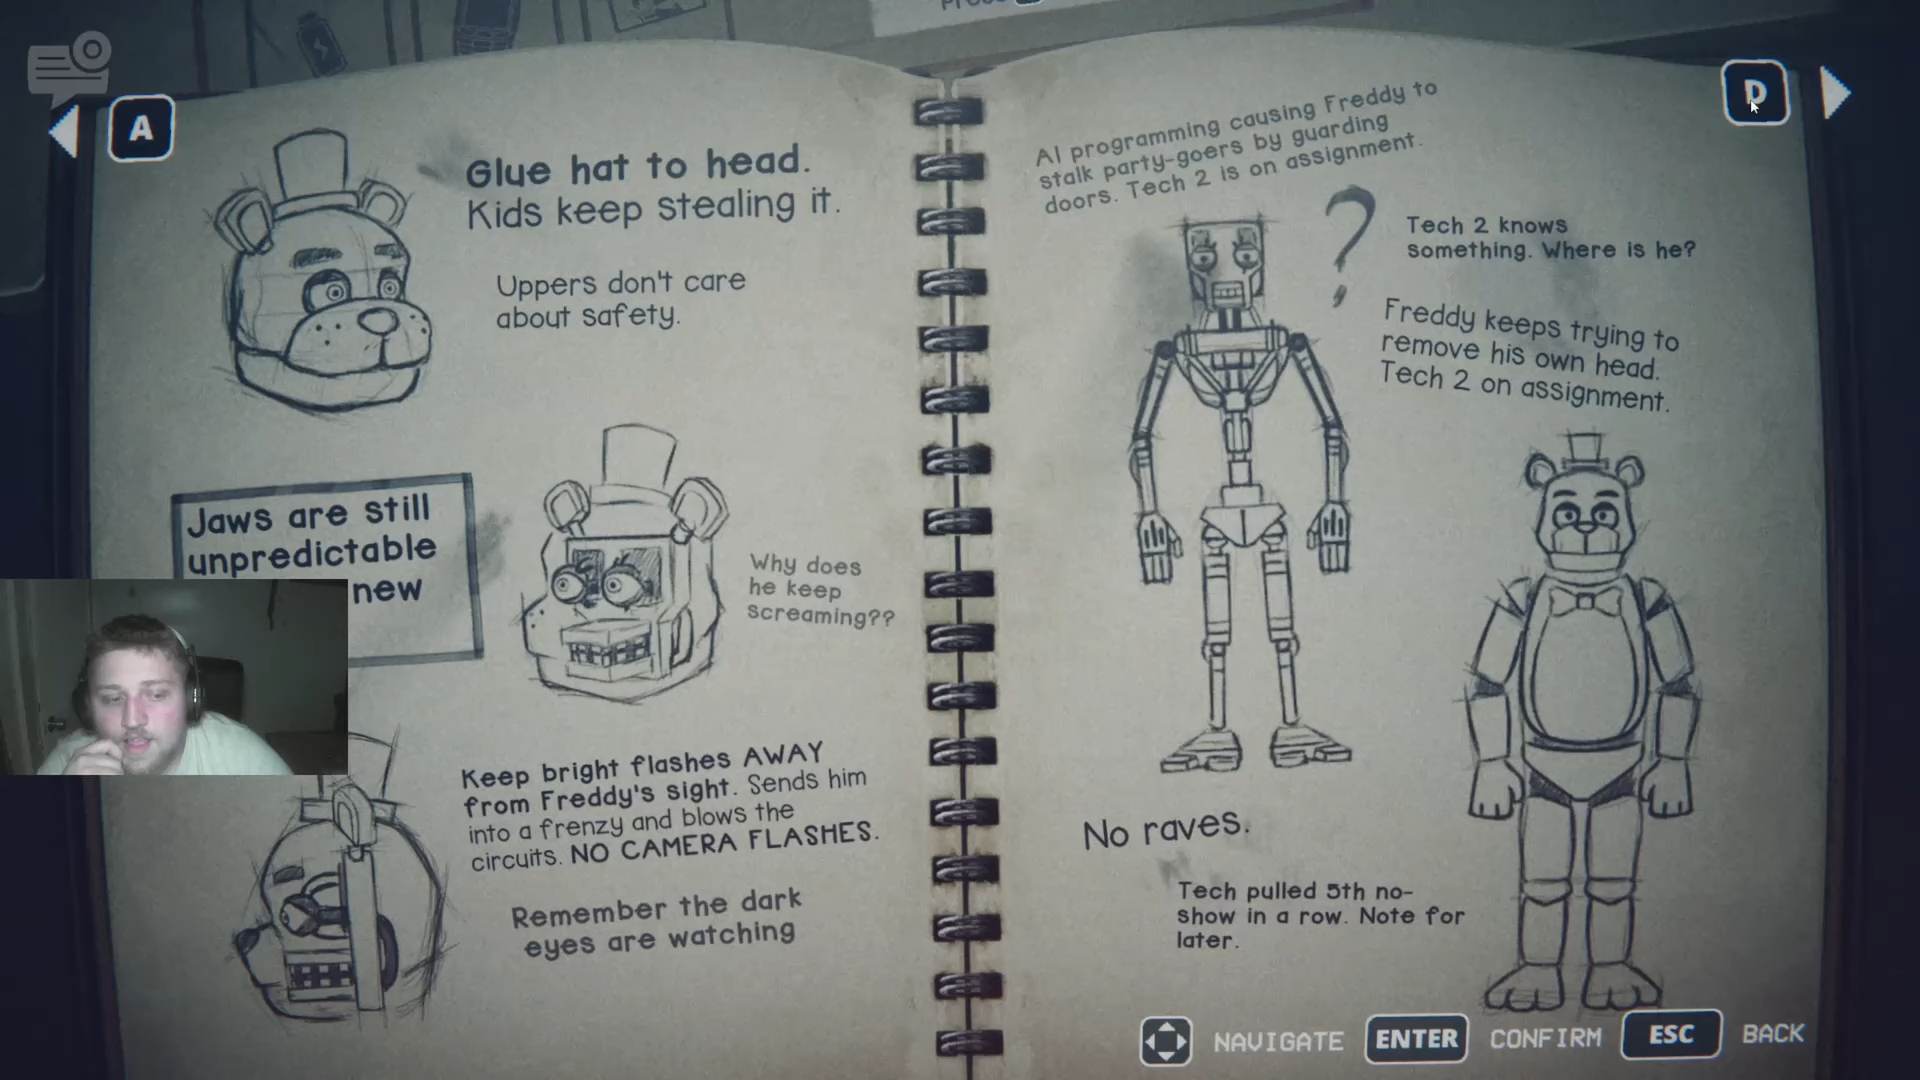 Press
A
D
Glue hat to head.
Kids keep stealing it.
Uppers don't care
about safety.
Jaws are still
unpredictable
new
Why does
he keep
screaming??
Keep bright flashes AWAY
from Freddy's sight. Sends him
into a frenzy and blows the
circuits. NO CAMERA FLASHES.
Remember the dark
eyes are watching
AI programming causing Freddy to
stalk party-goers by guarding
doors. Tech 2 is on assignment.
?
Tech 2 knows
something. Where is he?
Freddy keeps trying to
remove his own head.
Tech 2 on assignment.
No raves.
Tech pulled 5th no-
show in a row. Note for
later.
NAVIGATE ENTER CONFIRM ESC BACK